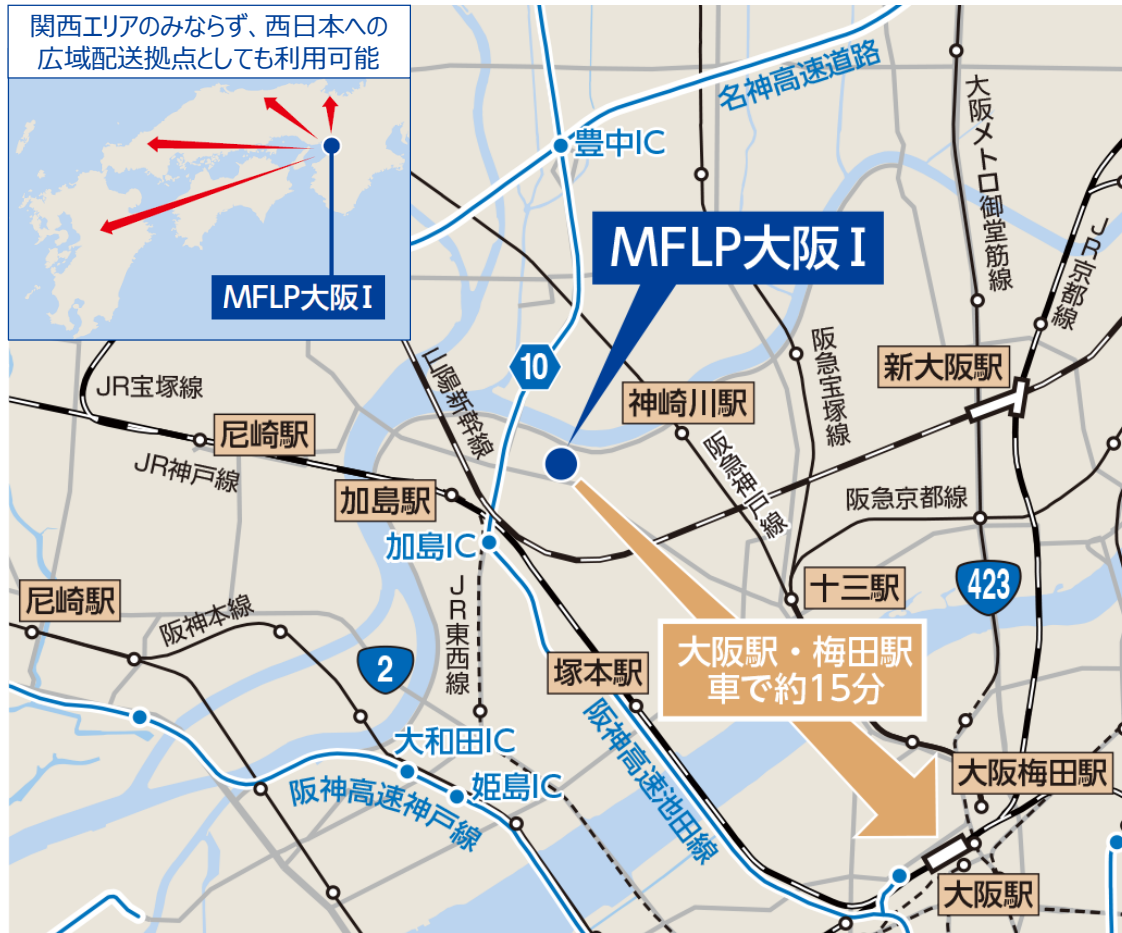 関西エリアのみならず、西日本への
広域配送拠点としても利用可能
MFLP大阪Ⅰ
名神高速道路
豊中IC
大阪メトロ御堂筋線
JR京都線
MFLP大阪Ⅰ
10
山陽新幹線
JR宝塚線
尼崎駅
JR神戸線
神崎川駅
阪急宝塚線
新大阪駅
阪急神戸線
加島駅
阪急京都線
加島IC
尼崎駅
阪神本線
JR東西線
十三駅
423
2
塚本駅
大阪駅・梅田駅
車で約15分
大和田IC
姫島IC
阪神高速神戸線
阪神高速池田線
大阪梅田駅
大阪駅